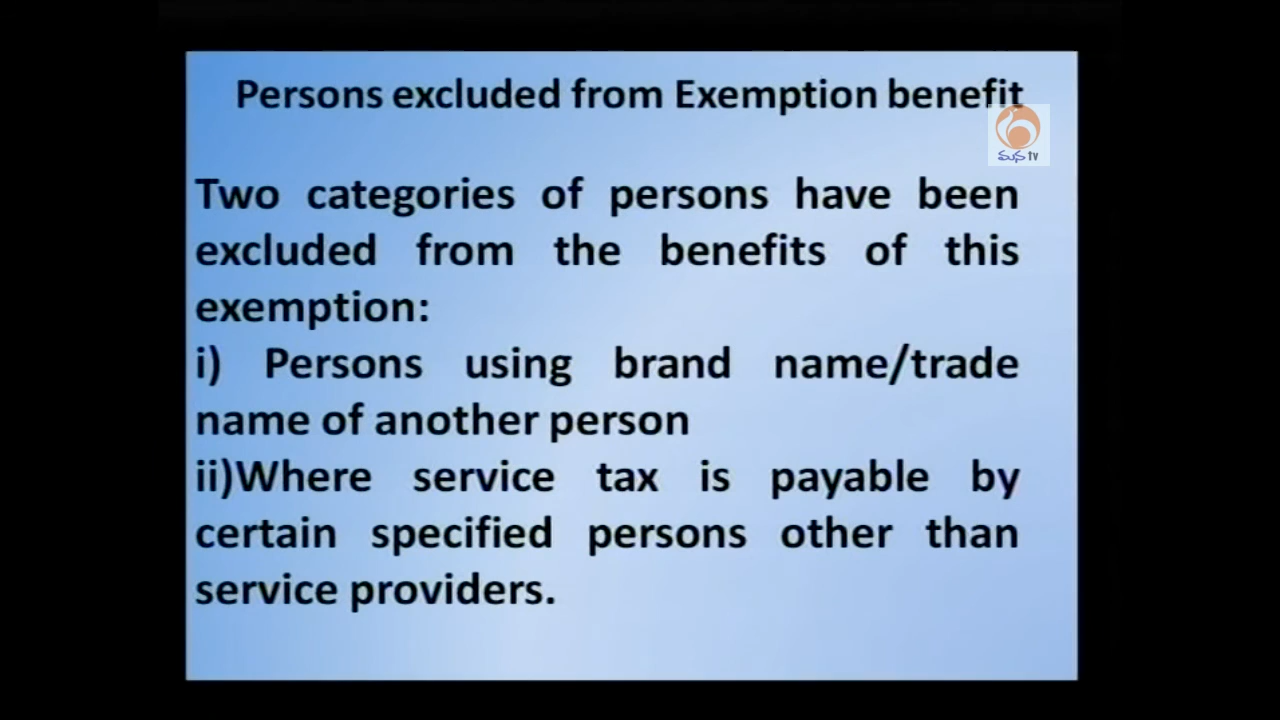 Persons excluded from Exemption benefit
మన tv
Two categories of persons have been
excluded from the benefits of this
exemption:
i) Persons using brand name/trade
name of another person
ii)Where service tax is payable by
certain specified persons other than
service providers.